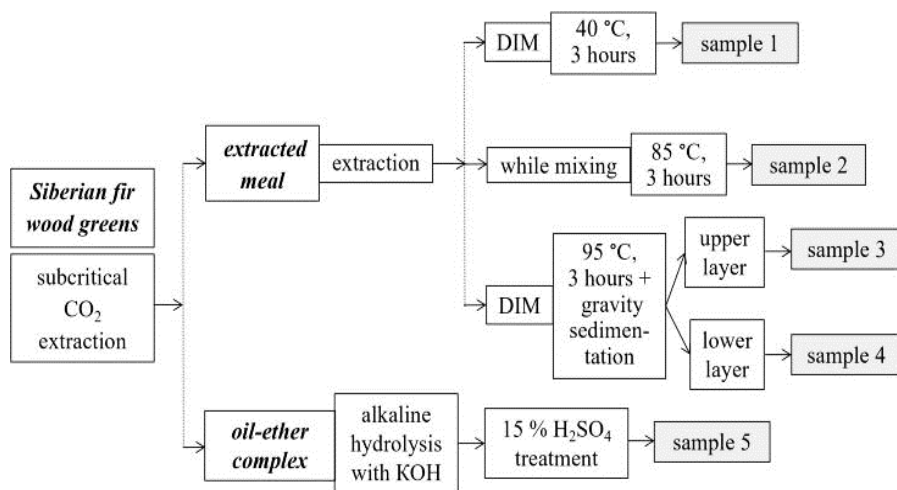 Siberian fir
wood greens
subcritical
CO₂
extraction
extracted
meal
extraction
DIM
40 °C,
3 hours
sample 1
while mixing
85 °C,
3 hours
sample 2
DIM
95 °C,
3 hours +
gravity
sedimen-
tation
upper
layer
sample 3
lower
layer
sample 4
oil-ether
complex
alkaline
hydrolysis
with KOH
15 % H₂SO₄
treatment
sample 5